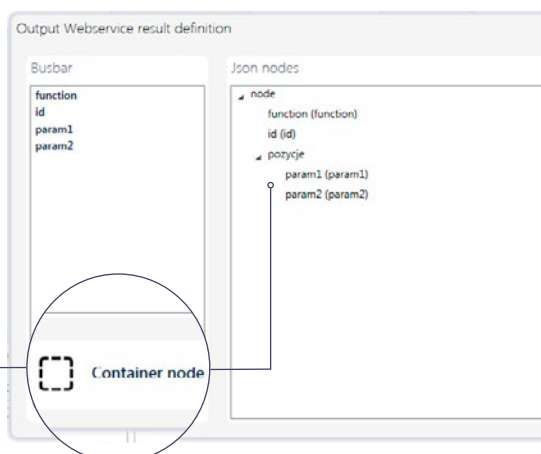 Output Webservice result definition
Busbar
function
id
param1
param2
Json nodes
node
function (function)
id (id)
pozycje
param1 (param1)
param2 (param2)
Container node